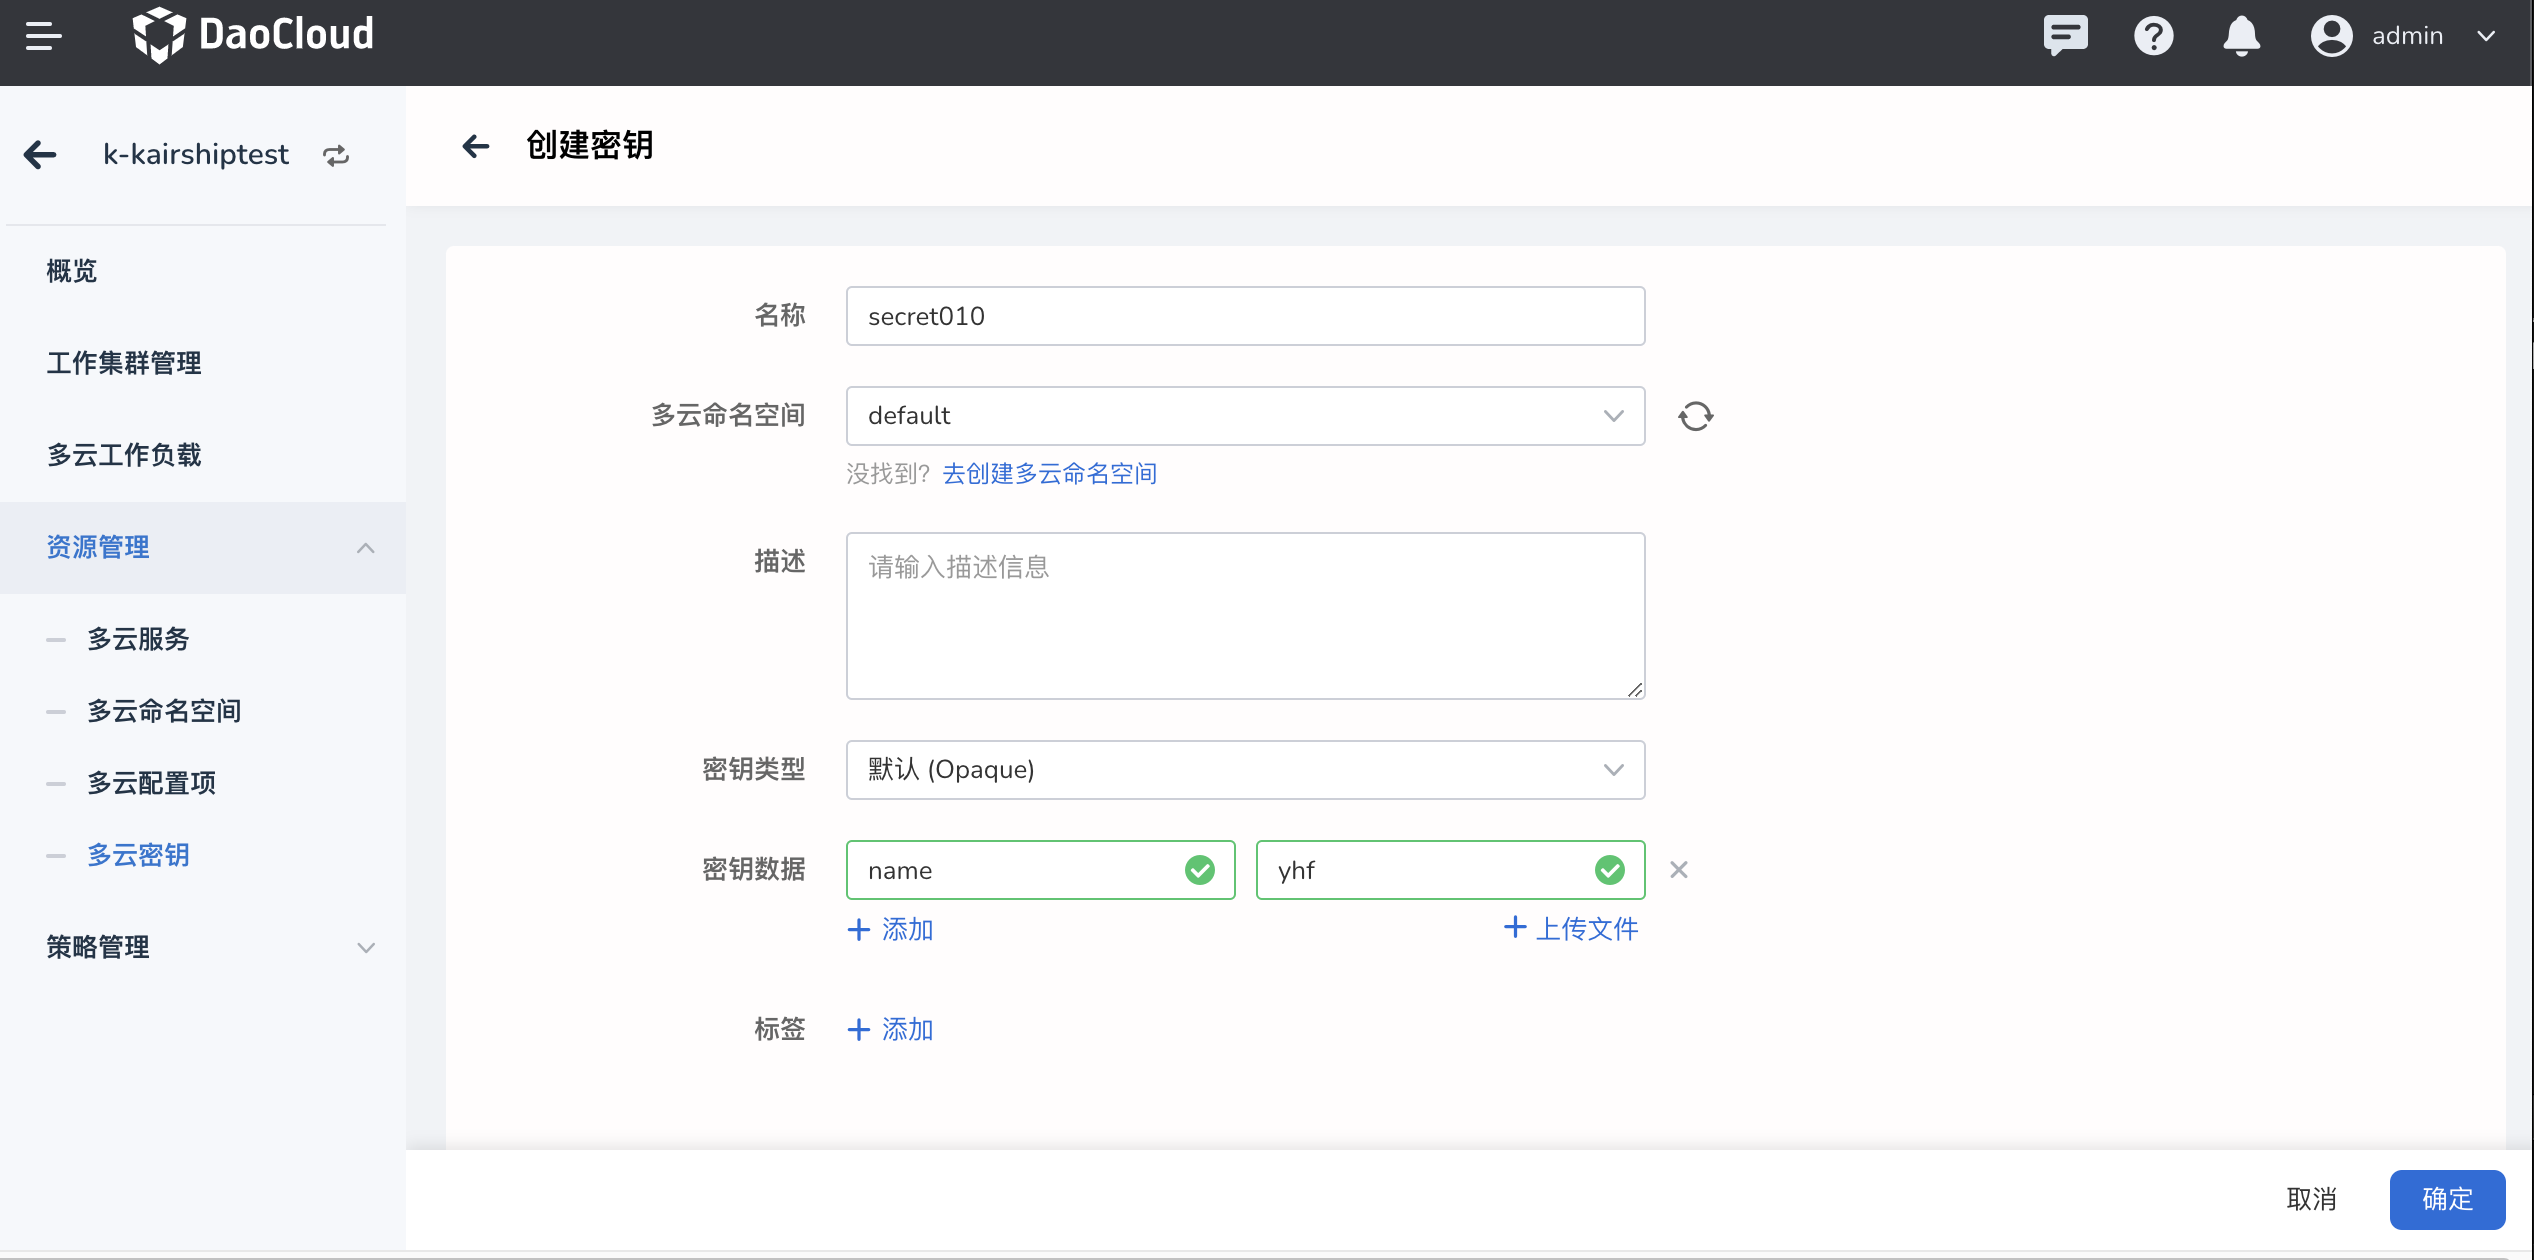 DaoCloud
admin
k-kairshiptest
创建密钥
概览
工作集群管理
多云工作负载
资源管理
多云服务
多云命名空间
多云配置项
多云密钥
策略管理
名称
secret010
多云命名空间
default
没找到? 去创建多云命名空间
描述
请输入描述信息
密钥类型
默认 (Opaque)
密钥数据
name
yhf
添加
上传文件
标签
添加
取消
确定